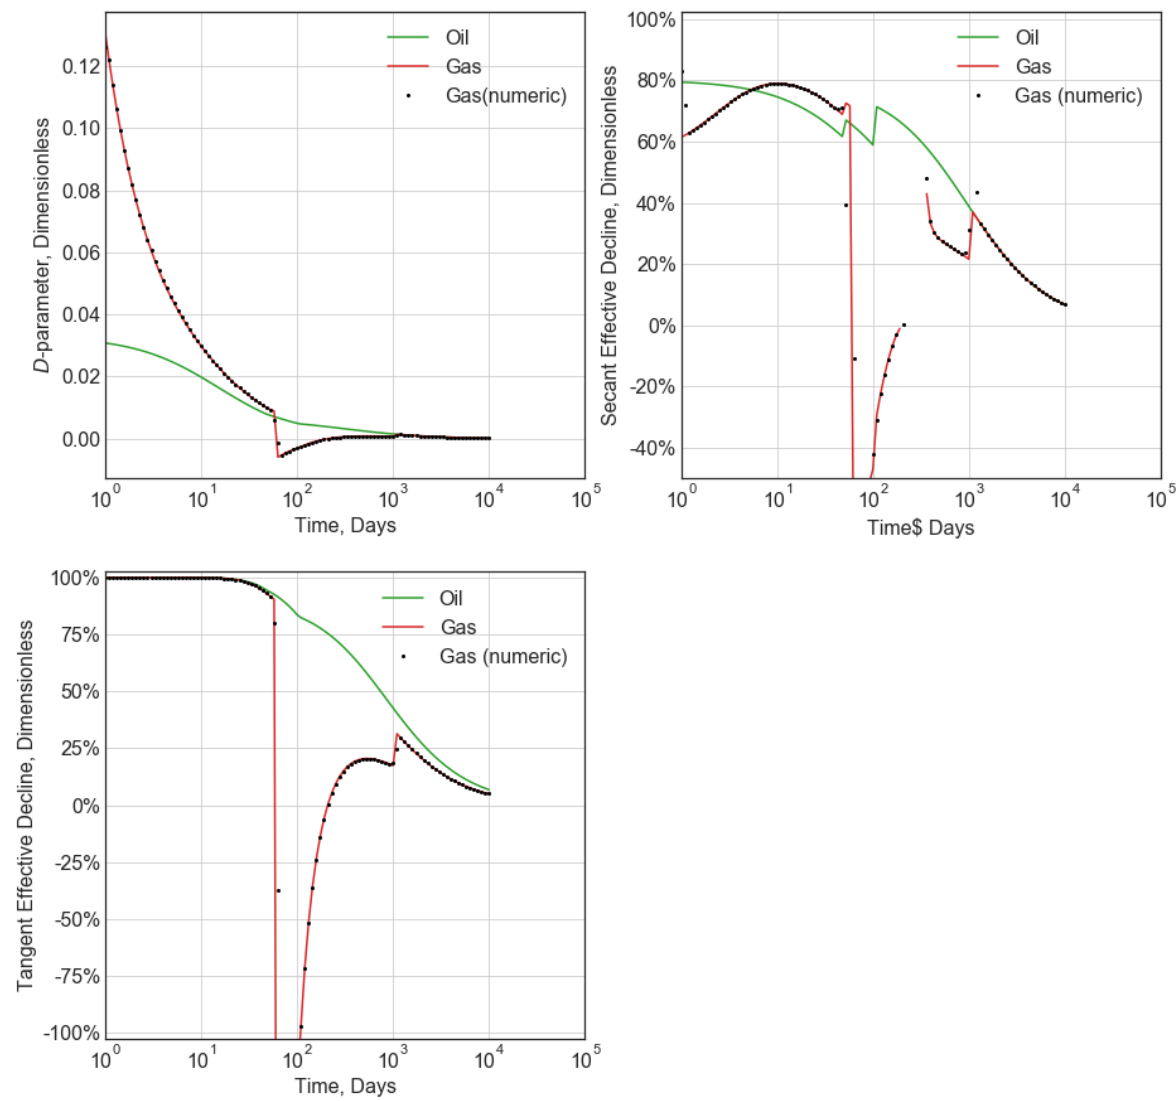 D-parameter, Dimensionless
0.12
0.10
0.08
0.06
0.04
0.02
0.00
Oil
Gas
Gas(numeric)
10^0
10^1
10^2
10^3
10^4
10^5
Time, Days
Secant Effective Decline, Dimensionless
100%
80%
60%
40%
20%
0%
-20%
-40%
Oil
Gas
Gas (numeric)
10^0
10^1
10^2
10^3
10^4
10^5
Time$ Days
Tangent Effective Decline, Dimensionless
100%
75%
50%
25%
0%
-25%
-50%
-75%
-100%
Oil
Gas
Gas (numeric)
10^0
10^1
10^2
10^3
10^4
10^5
Time, Days